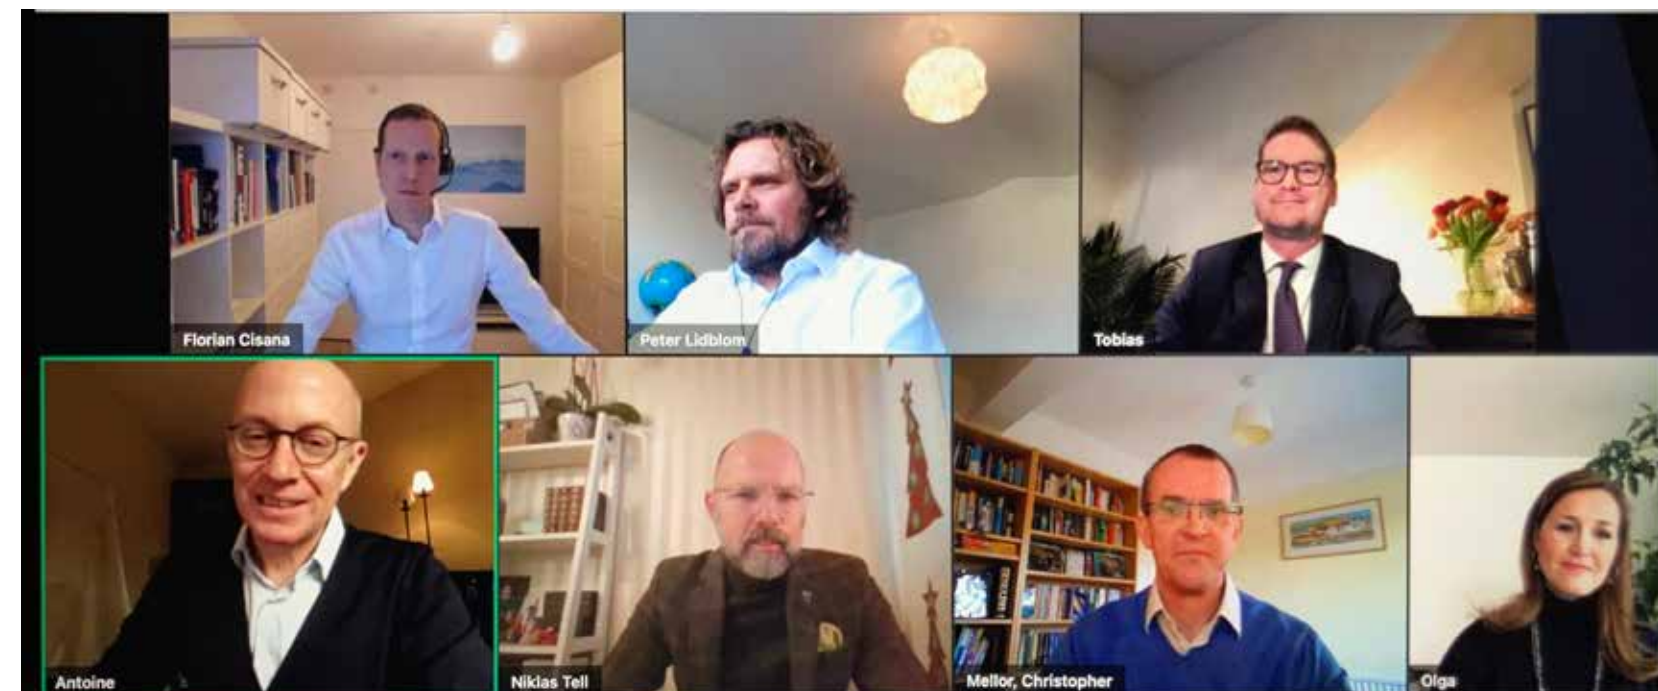 Florian Cisana
Peter Lidblom
Tobias
Antoine
Niklas Tell
Mellor, Christopher
Olga